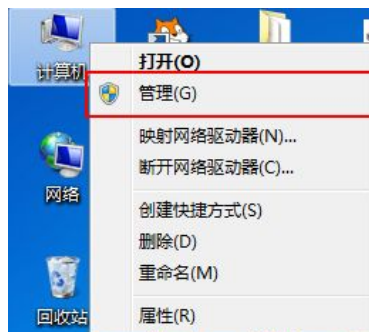 计算机
打开(O)
管理(G)
映射网络驱动器(N)...
断开网络驱动器(C)...
网络
创建快捷方式(S)
删除(D)
重命名(M)
回收站
属性(R)